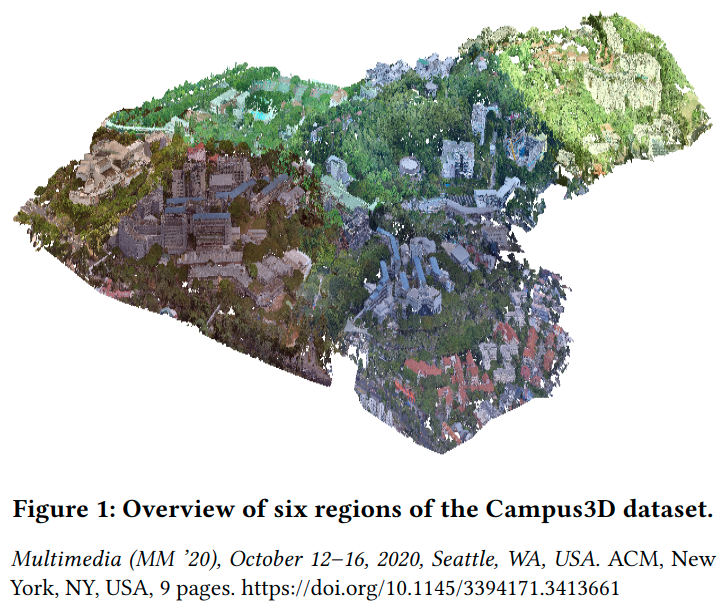 Figure 1: Overview of six regions of the Campus3D dataset.
Multimedia (MM ’20), October 12–16, 2020, Seattle, WA, USA. ACM, New
York, NY, USA, 9 pages. https://doi.org/10.1145/3394171.3413661